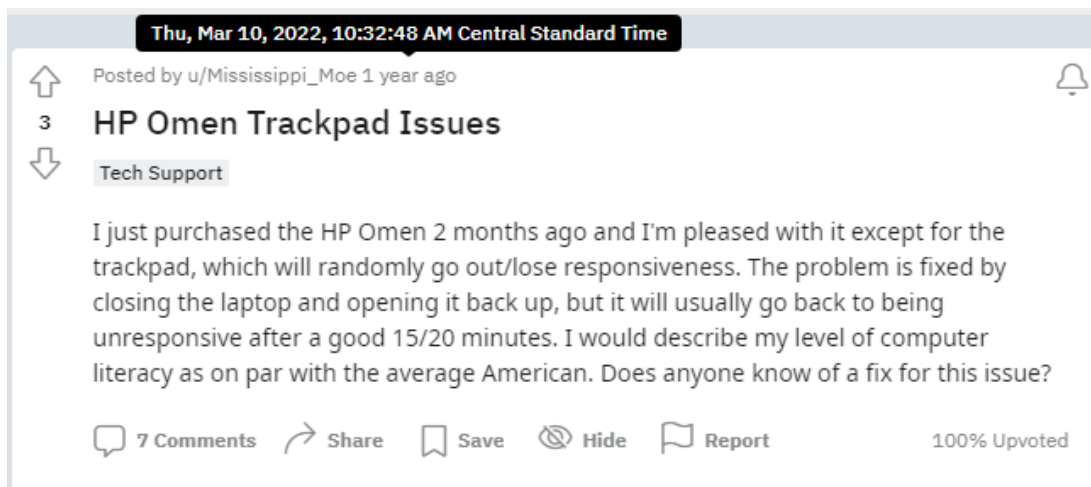 Thu, Mar 10, 2022, 10:32:48 AM Central Standard Time
Posted by u/Mississippi_Moe 1 year ago
3
HP Omen Trackpad Issues
Tech Support
I just purchased the HP Omen 2 months ago and I'm pleased with it except for the
trackpad, which will randomly go out/lose responsiveness. The problem is fixed by
closing the laptop and opening it back up, but it will usually go back to being
unresponsive after a good 15/20 minutes. I would describe my level of computer
literacy as on par with the average American. Does anyone know of a fix for this issue?
7 Comments Share Save Hide Report 100% Upvoted